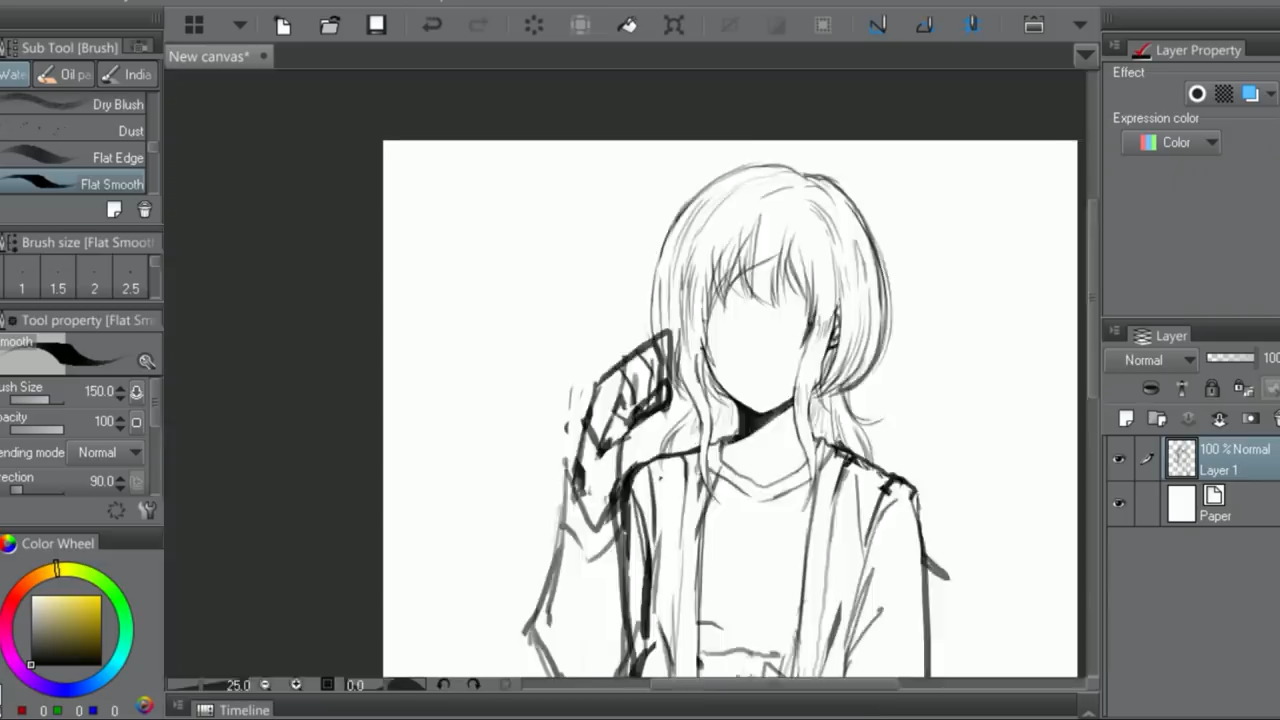 Sub Tool [Brush]
Oil pa
India
Dry Blush
Dust
Flat Edge
Flat Smooth
Brush size [Flat Smooth
1 1.5 2 2.5
Tool property [Flat Sm
mooth
ush Size 150.0
pacity 100
ending mode Normal
rection 90.0
Color Wheel
0 0 0
New canvas*
25.0
0.0
Timeline
Layer Property
Effect
Expression color
Color
Layer
Normal 100
100 % Normal
Layer 1
Paper